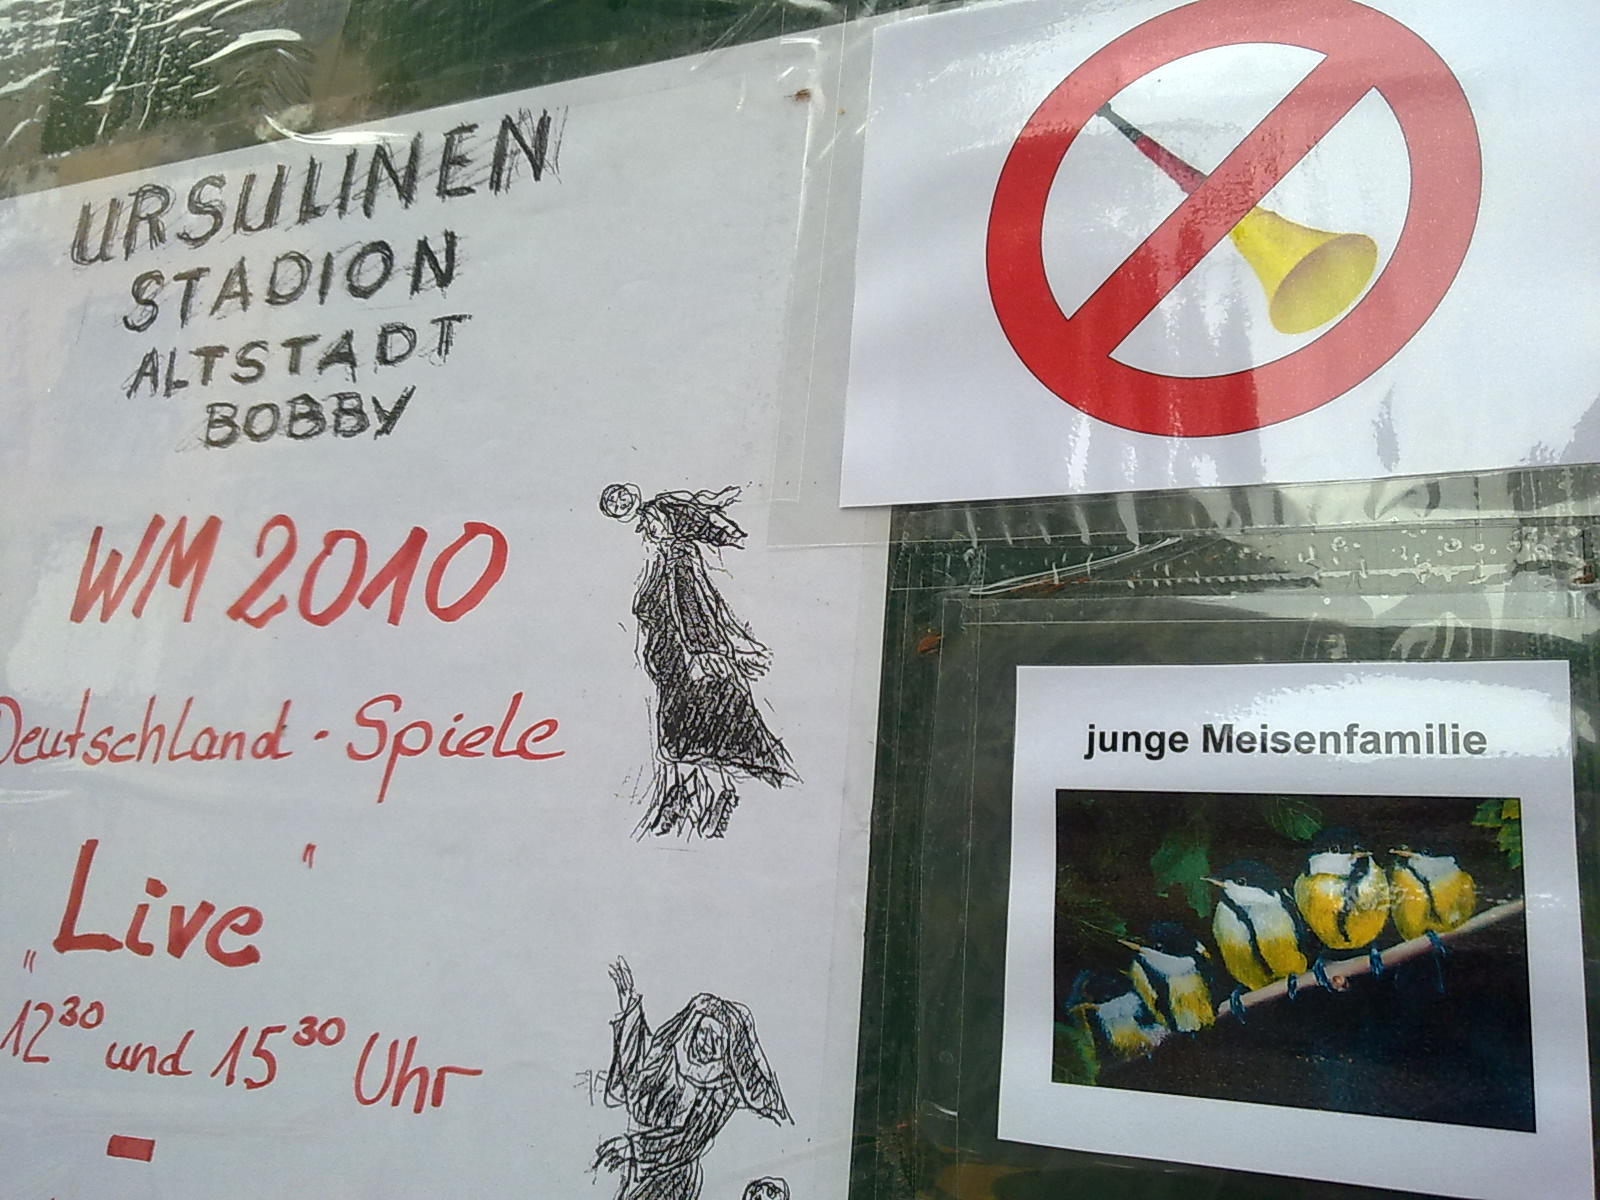 URSULINEN
STADION
ALTSTADT
BOBBY
WM 2010
Deutschland - Spiele
„Live"
12³⁰ und 15³⁰ Uhr
-
junge Meisenfamilie